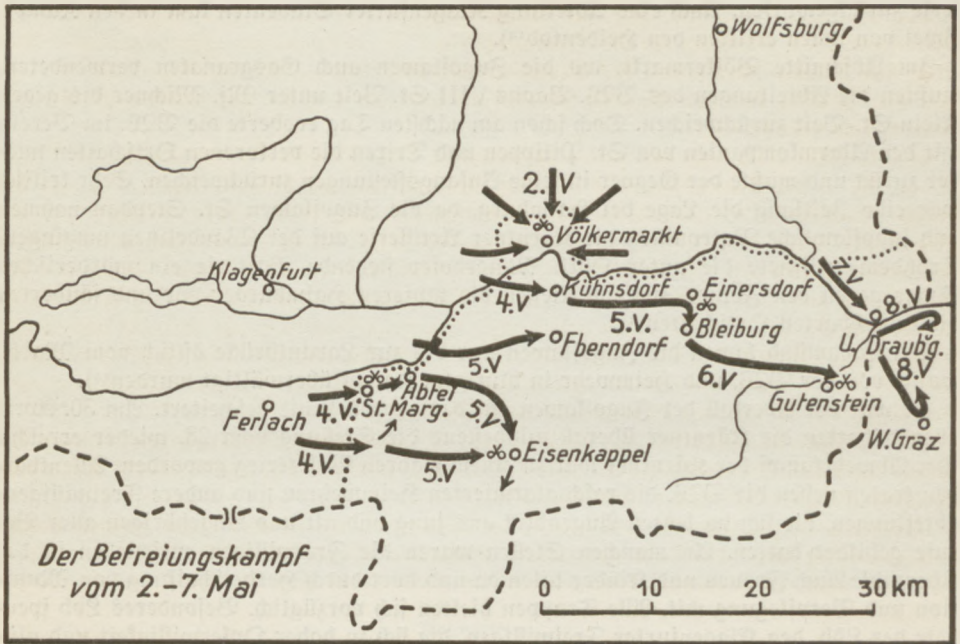 Wolfsburg
2.V
Völkermarkt
Klagenfurt
Kühnsdorf
Einersdorf
4.V
8.V.
5.V.
Bleiburg
U. Draubg.
Eberndorf
5.V
6.V
8.V
Abtei
Gutenstein
Ferlach
4.V.
St. Marg.
5.V.
W. Graz
4.V.
5.V
Eisenkappel
Der Befreiungskampf
vom 2.-7. Mai
0 10 20 30 km